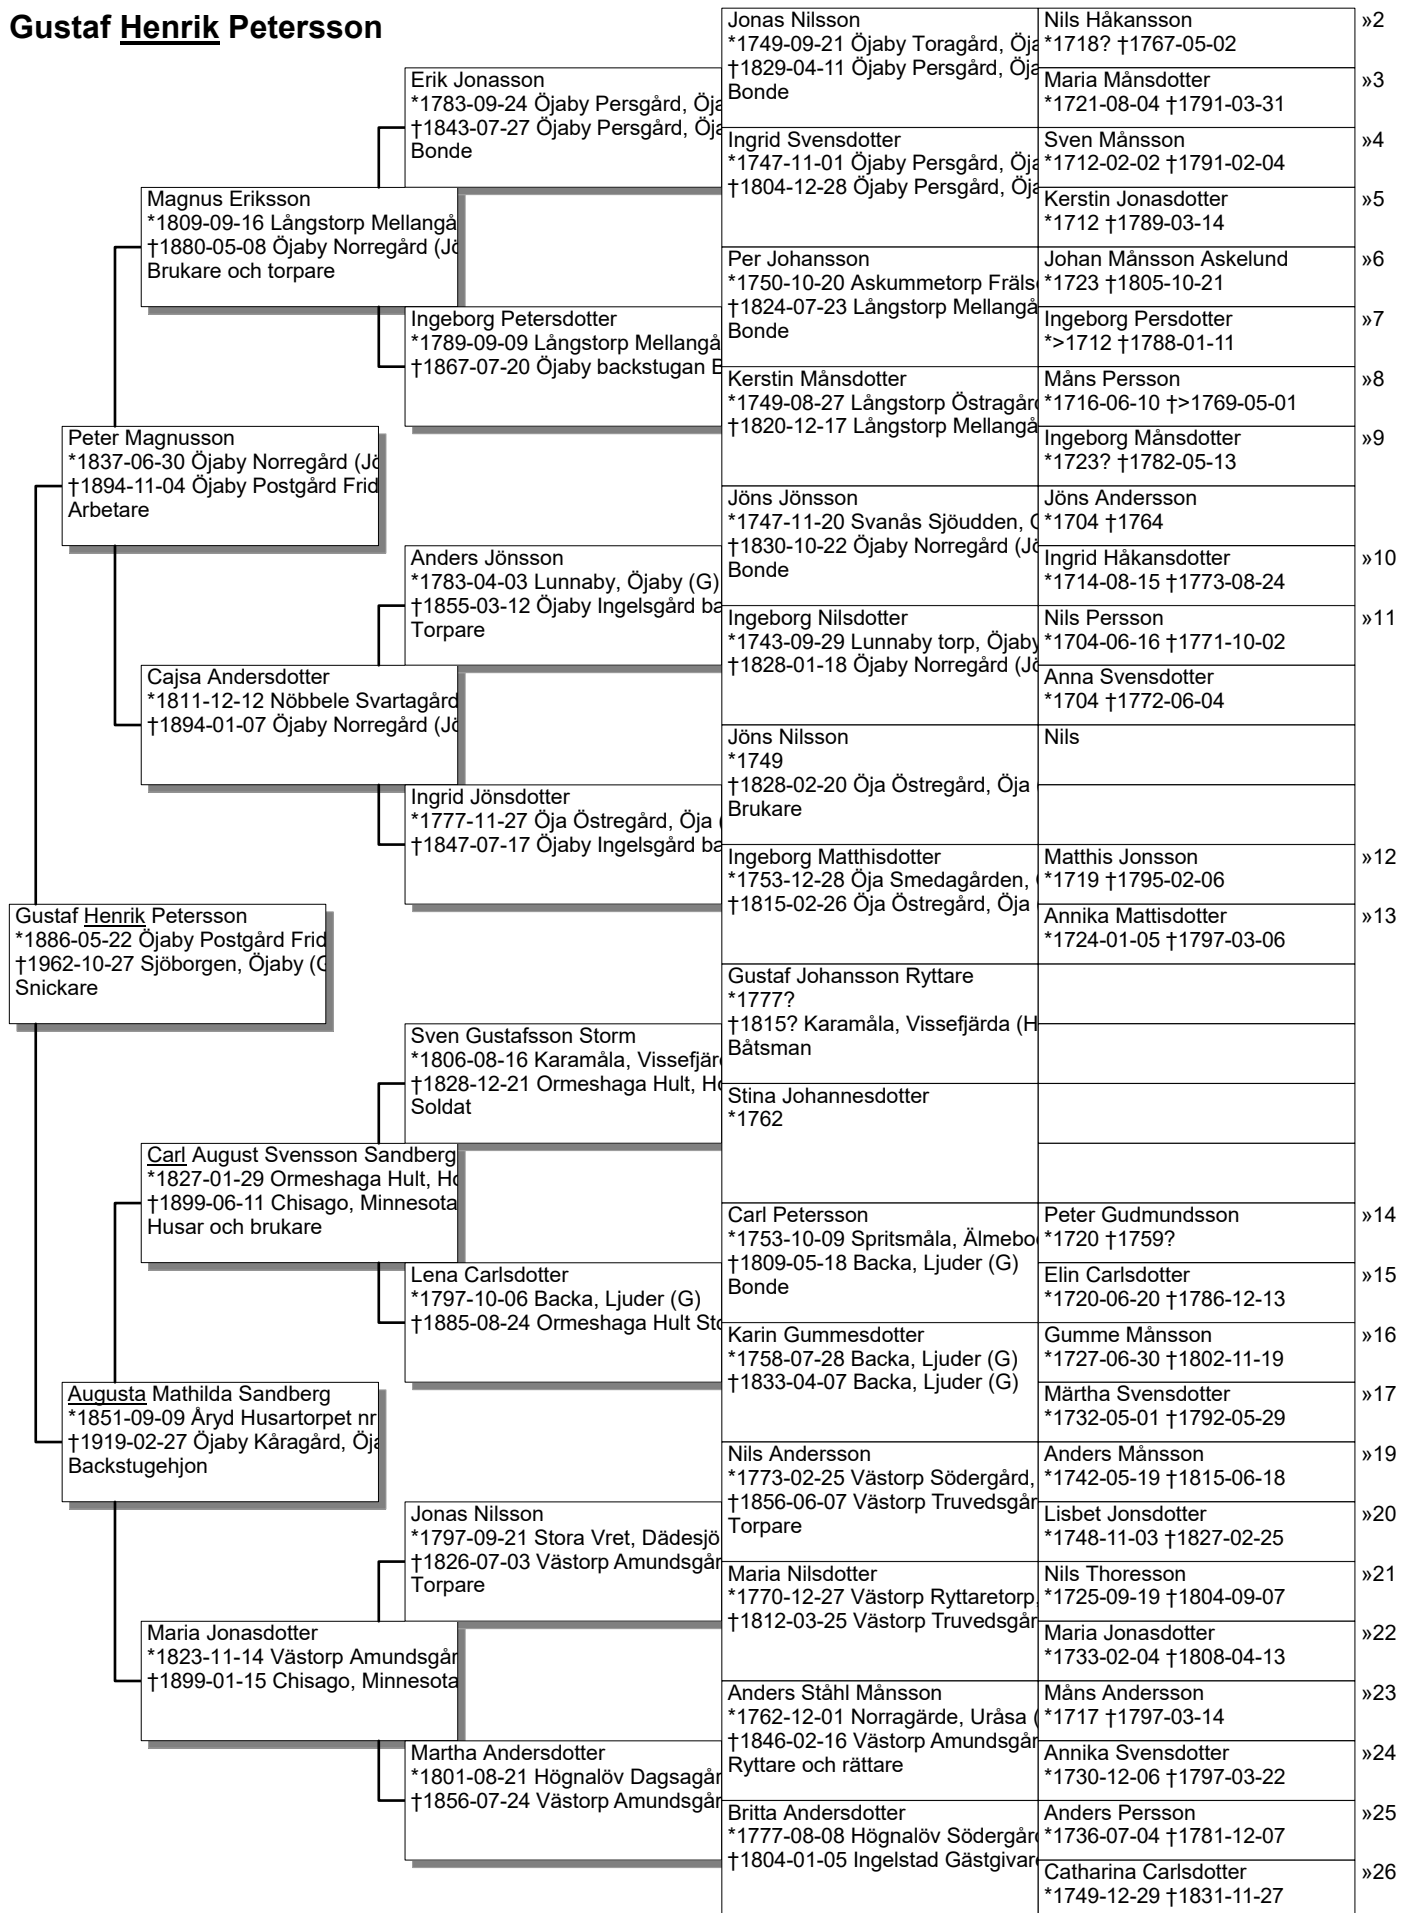 Gustaf Henrik Petersson
Gustaf Henrik Petersson
*1886-05-22 Öjaby Postgård Frid
†1962-10-27 Sjöborgen, Öjaby (G
Snickare
Peter Magnusson
*1837-06-30 Öjaby Norregård (Jö
†1894-11-04 Öjaby Postgård Frid
Arbetare
Augusta Mathilda Sandberg
*1851-09-09 Åryd Husartorpet nr
†1919-02-27 Öjaby Kåragård, Öja
Backstugehjon
Magnus Eriksson
*1809-09-16 Långstorp Mellangå
†1880-05-08 Öjaby Norregård (Jö
Brukare och torpare
Cajsa Andersdotter
*1811-12-12 Nöbbele Svartagård
†1894-01-07 Öjaby Norregård (Jö
Carl August Svensson Sandberg
*1827-01-29 Ormeshaga Hult, Ho
†1899-06-11 Chisago, Minnesota
Husar och brukare
Maria Jonasdotter
*1823-11-14 Västorp Amundsgår
†1899-01-15 Chisago, Minnesota
Erik Jonasson
*1783-09-24 Öjaby Persgård, Öja
†1843-07-27 Öjaby Persgård, Öja
Bonde
Ingeborg Petersdotter
*1789-09-09 Långstorp Mellangå
†1867-07-20 Öjaby backstugan B
Anders Jönsson
*1783-04-03 Lunnaby, Öjaby (G)
†1855-03-12 Öjaby Ingelsgård ba
Torpare
Ingrid Jönsdotter
*1777-11-27 Öja Östregård, Öja (
†1847-07-17 Öjaby Ingelsgård ba
Sven Gustafsson Storm
*1806-08-16 Karamåla, Vissefjärd
†1828-12-21 Ormeshaga Hult, Ho
Soldat
Lena Carlsdotter
*1797-10-06 Backa, Ljuder (G)
†1885-08-24 Ormeshaga Hult Sto
Jonas Nilsson
*1797-09-21 Stora Vret, Dädesjö
†1826-07-03 Västorp Amundsgår
Torpare
Martha Andersdotter
*1801-08-21 Högnalöv Dagsagår
†1856-07-24 Västorp Amundsgår
Jonas Nilsson
*1749-09-21 Öjaby Toragård, Öja
†1829-04-11 Öjaby Persgård, Öja
Bonde
Ingrid Svensdotter
*1747-11-01 Öjaby Persgård, Öja
†1804-12-28 Öjaby Persgård, Öja
Per Johansson
*1750-10-20 Askummetorp Frälse
†1824-07-23 Långstorp Mellangå
Bonde
Kerstin Månsdotter
*1749-08-27 Långstorp Östragård
†1820-12-17 Långstorp Mellangå
Jöns Jönsson
*1747-11-20 Svanås Sjöudden, 
†1830-10-22 Öjaby Norregård (Jö
Bonde
Ingeborg Nilsdotter
*1743-09-29 Lunnaby torp, Öjaby
†1828-01-18 Öjaby Norregård (Jö
Jöns Nilsson
*1749
†1828-02-20 Öja Östregård, Öja
Brukare
Ingeborg Matthisdotter
*1753-12-28 Öja Smedagården,
†1815-02-26 Öja Östregård, Öja
Gustaf Johansson Ryttare
*1777?
†1815? Karamåla, Vissefjärda (H
Båtsman
Stina Johannesdotter
*1762
Carl Petersson
*1753-10-09 Spritsmåla, Älmebo
†1809-05-18 Backa, Ljuder (G)
Bonde
Karin Gummesdotter
*1758-07-28 Backa, Ljuder (G)
†1833-04-07 Backa, Ljuder (G)
Nils Andersson
*1773-02-25 Västorp Södergård,
†1856-06-07 Västorp Truvedsgår
Torpare
Maria Nilsdotter
*1770-12-27 Västorp Ryttaretorp,
†1812-03-25 Västorp Truvedsgår
Anders Ståhl Månsson
*1762-12-01 Norragärde, Uråsa (
†1846-02-16 Västorp Amundsgår
Ryttare och rättare
Britta Andersdotter
*1777-08-08 Högnalöv Södergård
†1804-01-05 Ingelstad Gästgivare
Nils Håkansson »2
*1718? †1767-05-02
Maria Månsdotter »3
*1721-08-04 †1791-03-31
Sven Månsson »4
*1712-02-02 †1791-02-04
Kerstin Jonasdotter »5
*1712 †1789-03-14
Johan Månsson Askelund »6
*1723 †1805-10-21
Ingeborg Persdotter »7
*>1712 †1788-01-11
Måns Persson »8
*1716-06-10 †>1769-05-01
Ingeborg Månsdotter »9
*1723? †1782-05-13
Jöns Andersson
*1704 †1764
Ingrid Håkansdotter »10
*1714-08-15 †1773-08-24
Nils Persson »11
*1704-06-16 †1771-10-02
Anna Svensdotter
*1704 †1772-06-04
Nils
Matthis Jonsson »12
*1719 †1795-02-06
Annika Mattisdotter »13
*1724-01-05 †1797-03-06
Peter Gudmundsson »14
*1720 †1759?
Elin Carlsdotter »15
*1720-06-20 †1786-12-13
Gumme Månsson »16
*1727-06-30 †1802-11-19
Märtha Svensdotter »17
*1732-05-01 †1792-05-29
Anders Månsson »19
*1742-05-19 †1815-06-18
Lisbet Jonsdotter »20
*1748-11-03 †1827-02-25
Nils Thoresson »21
*1725-09-19 †1804-09-07
Maria Jonasdotter »22
*1733-02-04 †1808-04-13
Måns Andersson »23
*1717 †1797-03-14
Annika Svensdotter »24
*1730-12-06 †1797-03-22
Anders Persson »25
*1736-07-04 †1781-12-07
Catharina Carlsdotter »26
*1749-12-29 †1831-11-27